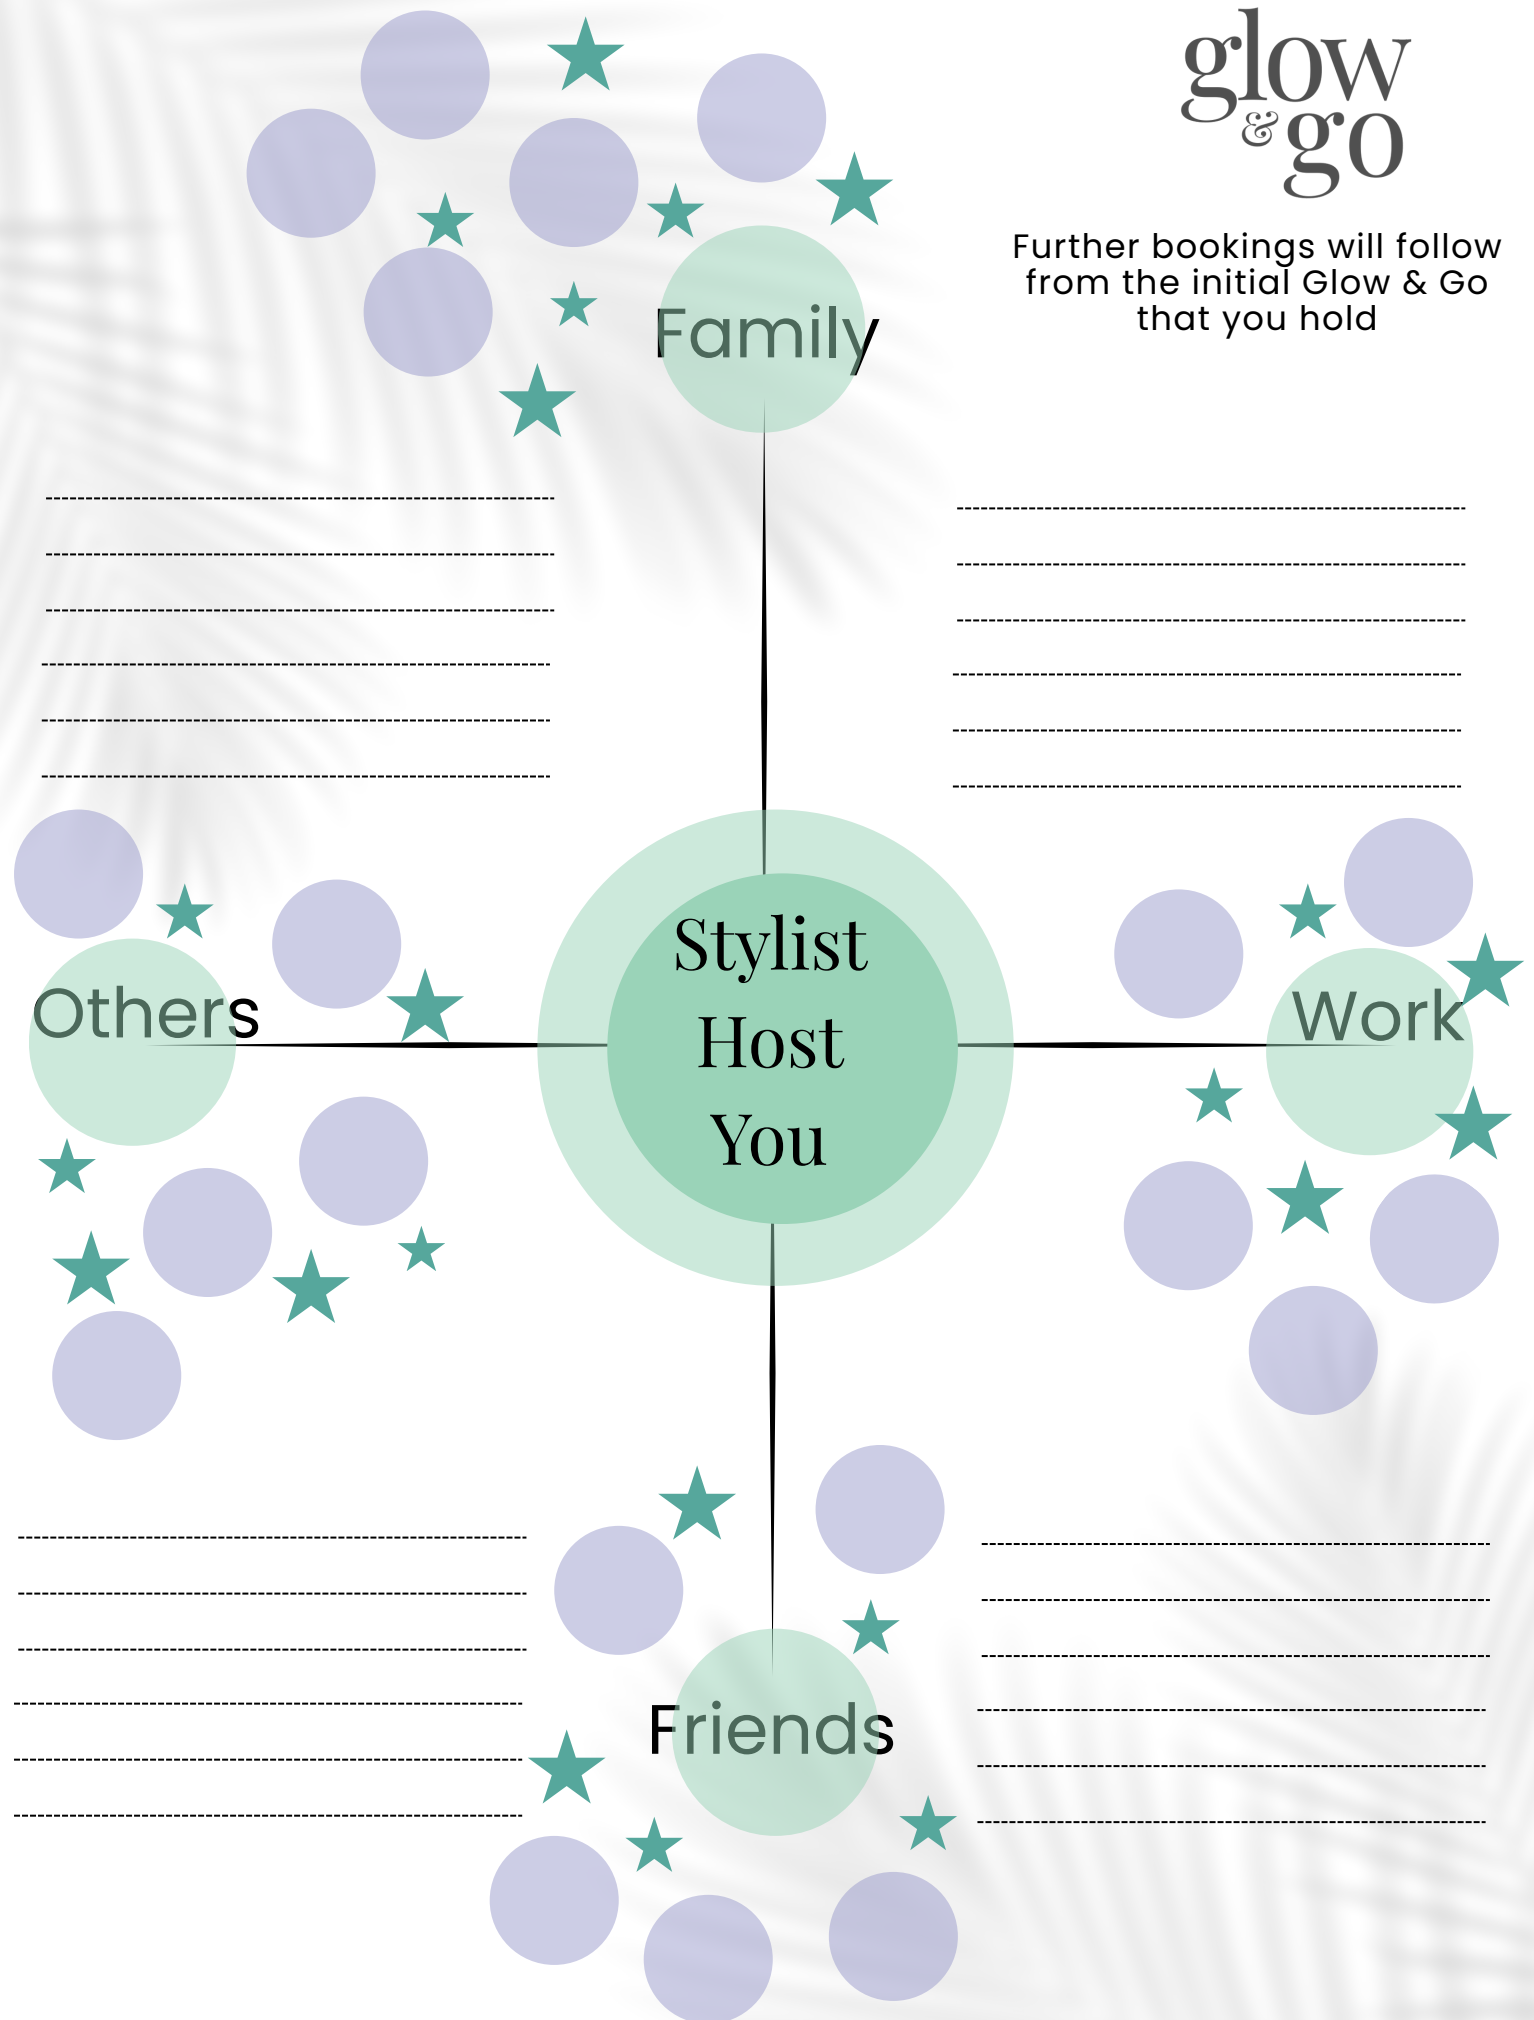 glow
& go
Further bookings will follow
from the initial Glow & Go
that you hold
Family
Stylist
Host
You
Others
Work
Friends